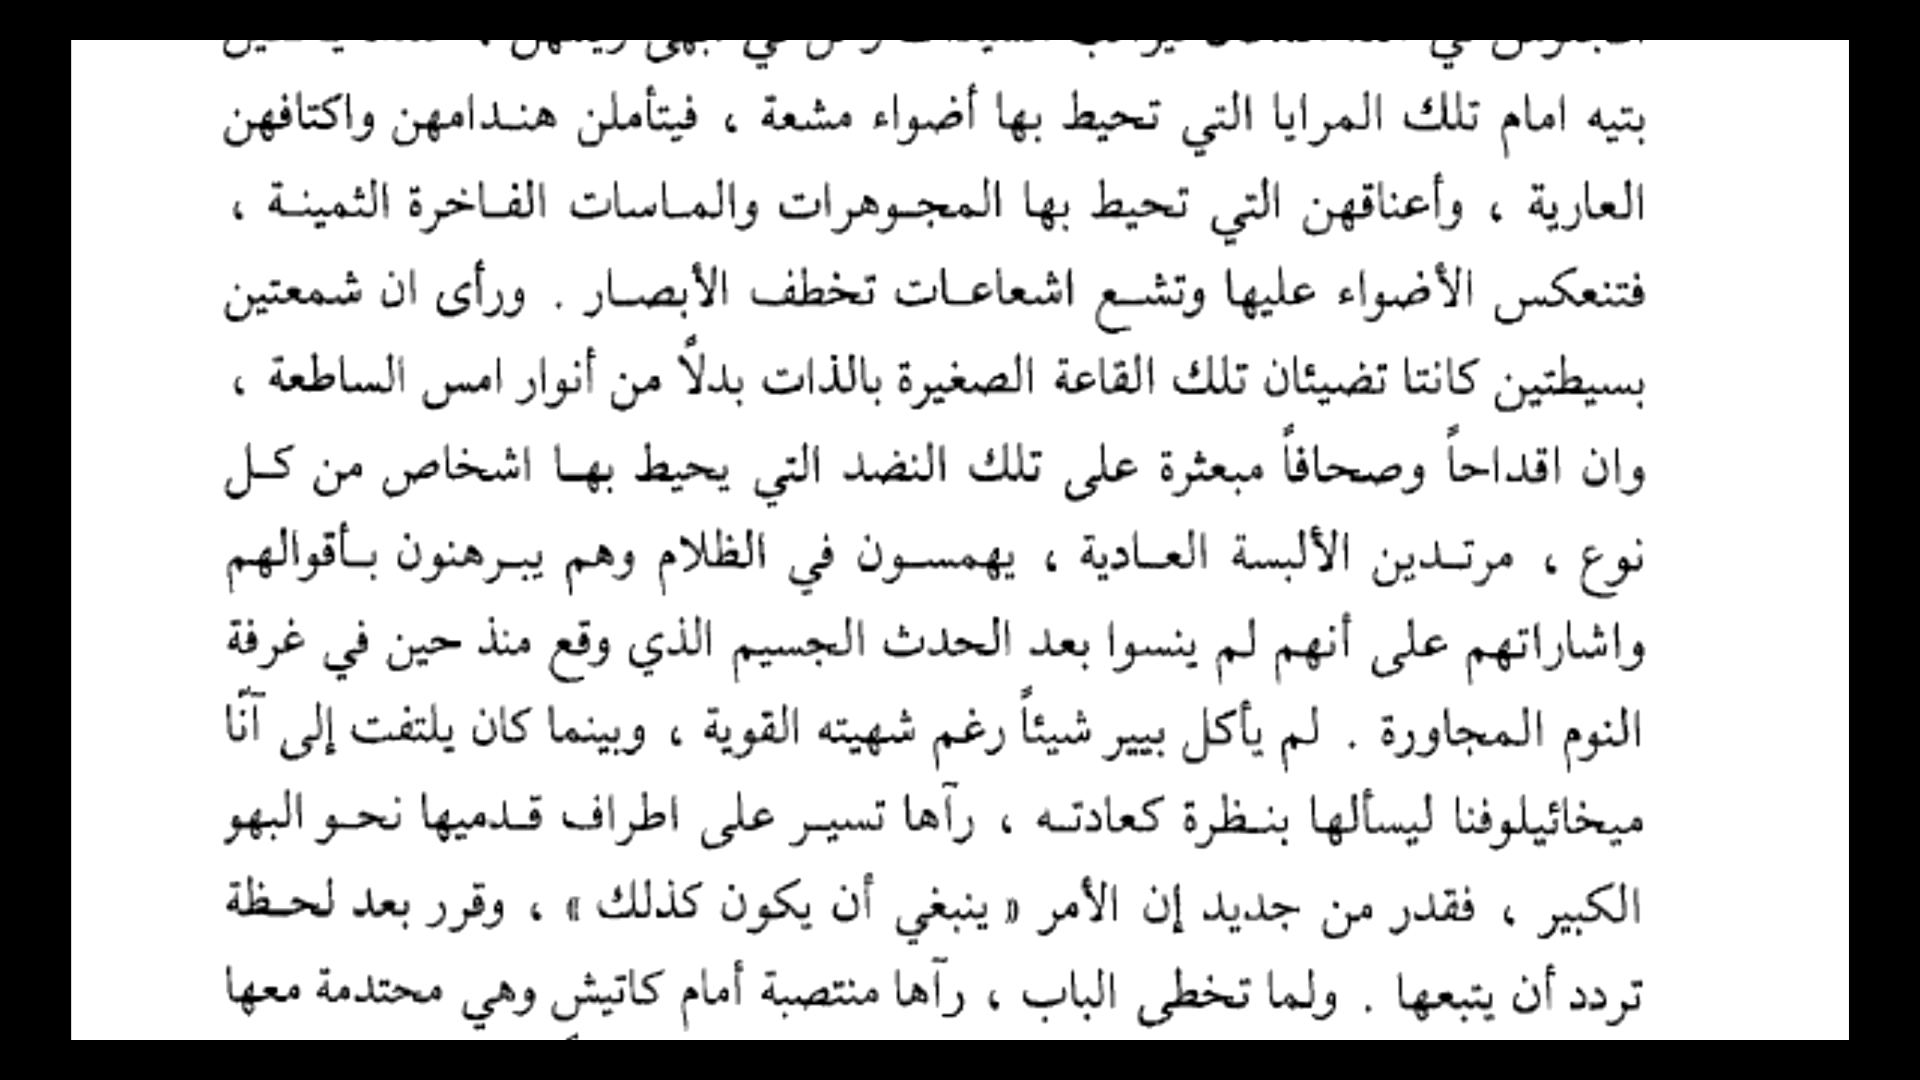 بتيه امام تلك المرايا التي تحيط بها أضواء مشعة ، فيتأملن هندامهن واكتافهن
العارية ، وأعناقهن التي تحيط بها المجوهرات والماسات الفاخرة الثمينة ،
فتنعكس الأضواء عليها وتشع اشعاعات تخطف الأبصار . ورأى ان شمعتين
بسيطتين كانتا تضيئان تلك القاعة الصغيرة بالذات بدلاً من أنوار امس الساطعة ،
وان اقداحاً وصحافاً مبعثرة على تلك النضد التي يحيط بها اشخاص من كل
نوع ، مرتدين الألبسة العادية ، يهمسون في الظلام وهم يبرهنون بأقوالهم
واشاراتهم على أنهم لم ينسوا بعد الحدث الجسيم الذي وقع منذ حين في غرفة
النوم المجاورة . لم يأكل بيير شيئاً رغم شهيته القوية ، وبينما كان يلتفت إلى آنّا
ميخائيلوفنا ليسألها بنظرة كعادته ، رآها تسير على اطراف قدميها نحو البهو
الكبير ، فقدر من جديد إن الأمر « ينبغي أن يكون كذلك » ، وقرر بعد لحظة
تردد أن يتبعها . ولما تخطى الباب ، رآها منتصبة أمام كاتيش وهي محتدمة معها